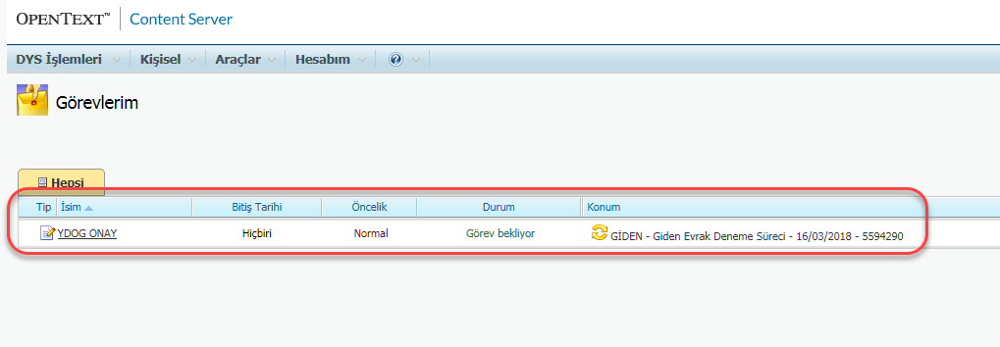 OPENTEXT™ Content Server
DYS İşlemleri Kişisel Araçlar Hesabım ?
Görevlerim
Hepsi
Tip İsim Bitiş Tarihi Öncelik Durum Konum
YDOG ONAY Hiçbiri Normal Görev bekliyor GİDEN - Giden Evrak Deneme Süreci - 16/03/2018 - 5594290